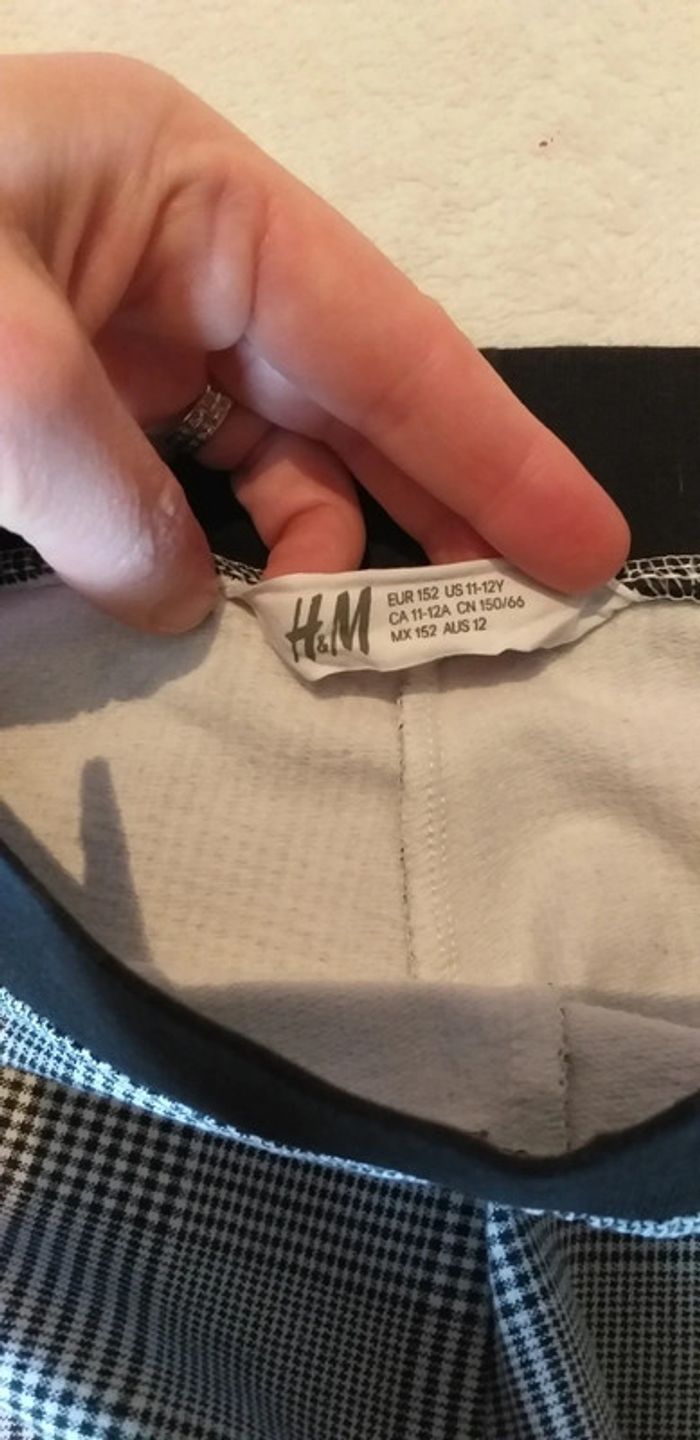 H&M
EUR 152 US 11-12Y
CA 11-12A CN 150/66
MX 152 AUS 12